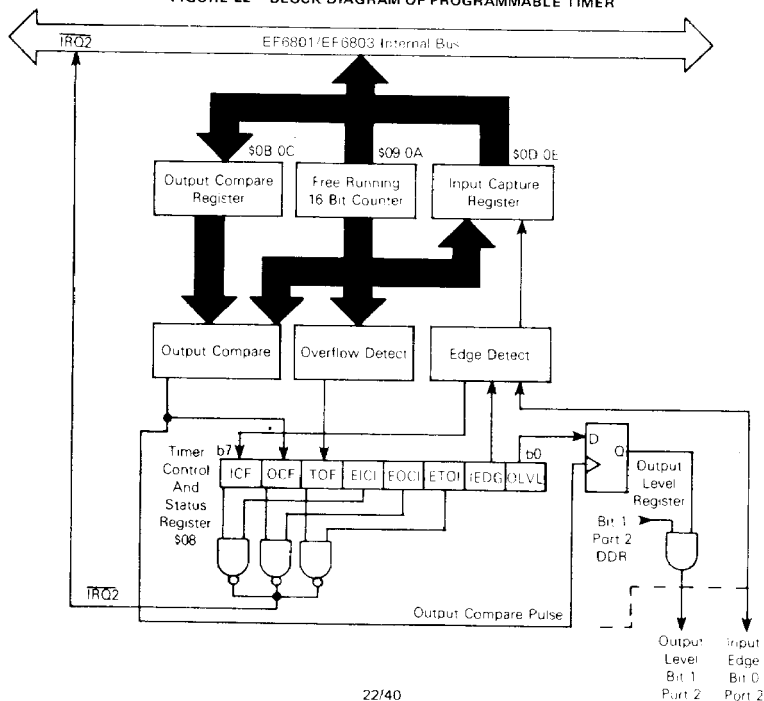 FIGURE 22 — BLOCK DIAGRAM OF PROGRAMMABLE TIMER
IRQ2
EF6801/EF6803 Internal Bus
$0B 0C
$09 0A
$0D 0E
Output Compare
Register
Free Running
16 Bit Counter
Input Capture
Register
Output Compare
Overflow Detect
Edge Detect
Timer
Control
And
Status
Register
$08
b7
b0
ICF
OCF
TOF
EICI
EOCI
ETOI
IEDG
OLVL
D
Q
Output
Level
Register
Bit 1
Port 2
DDR
IRQ2
Output Compare Pulse
Output
Level
Bit 1
Port 2
Input
Edge
Bit 0
Port 2
22/40